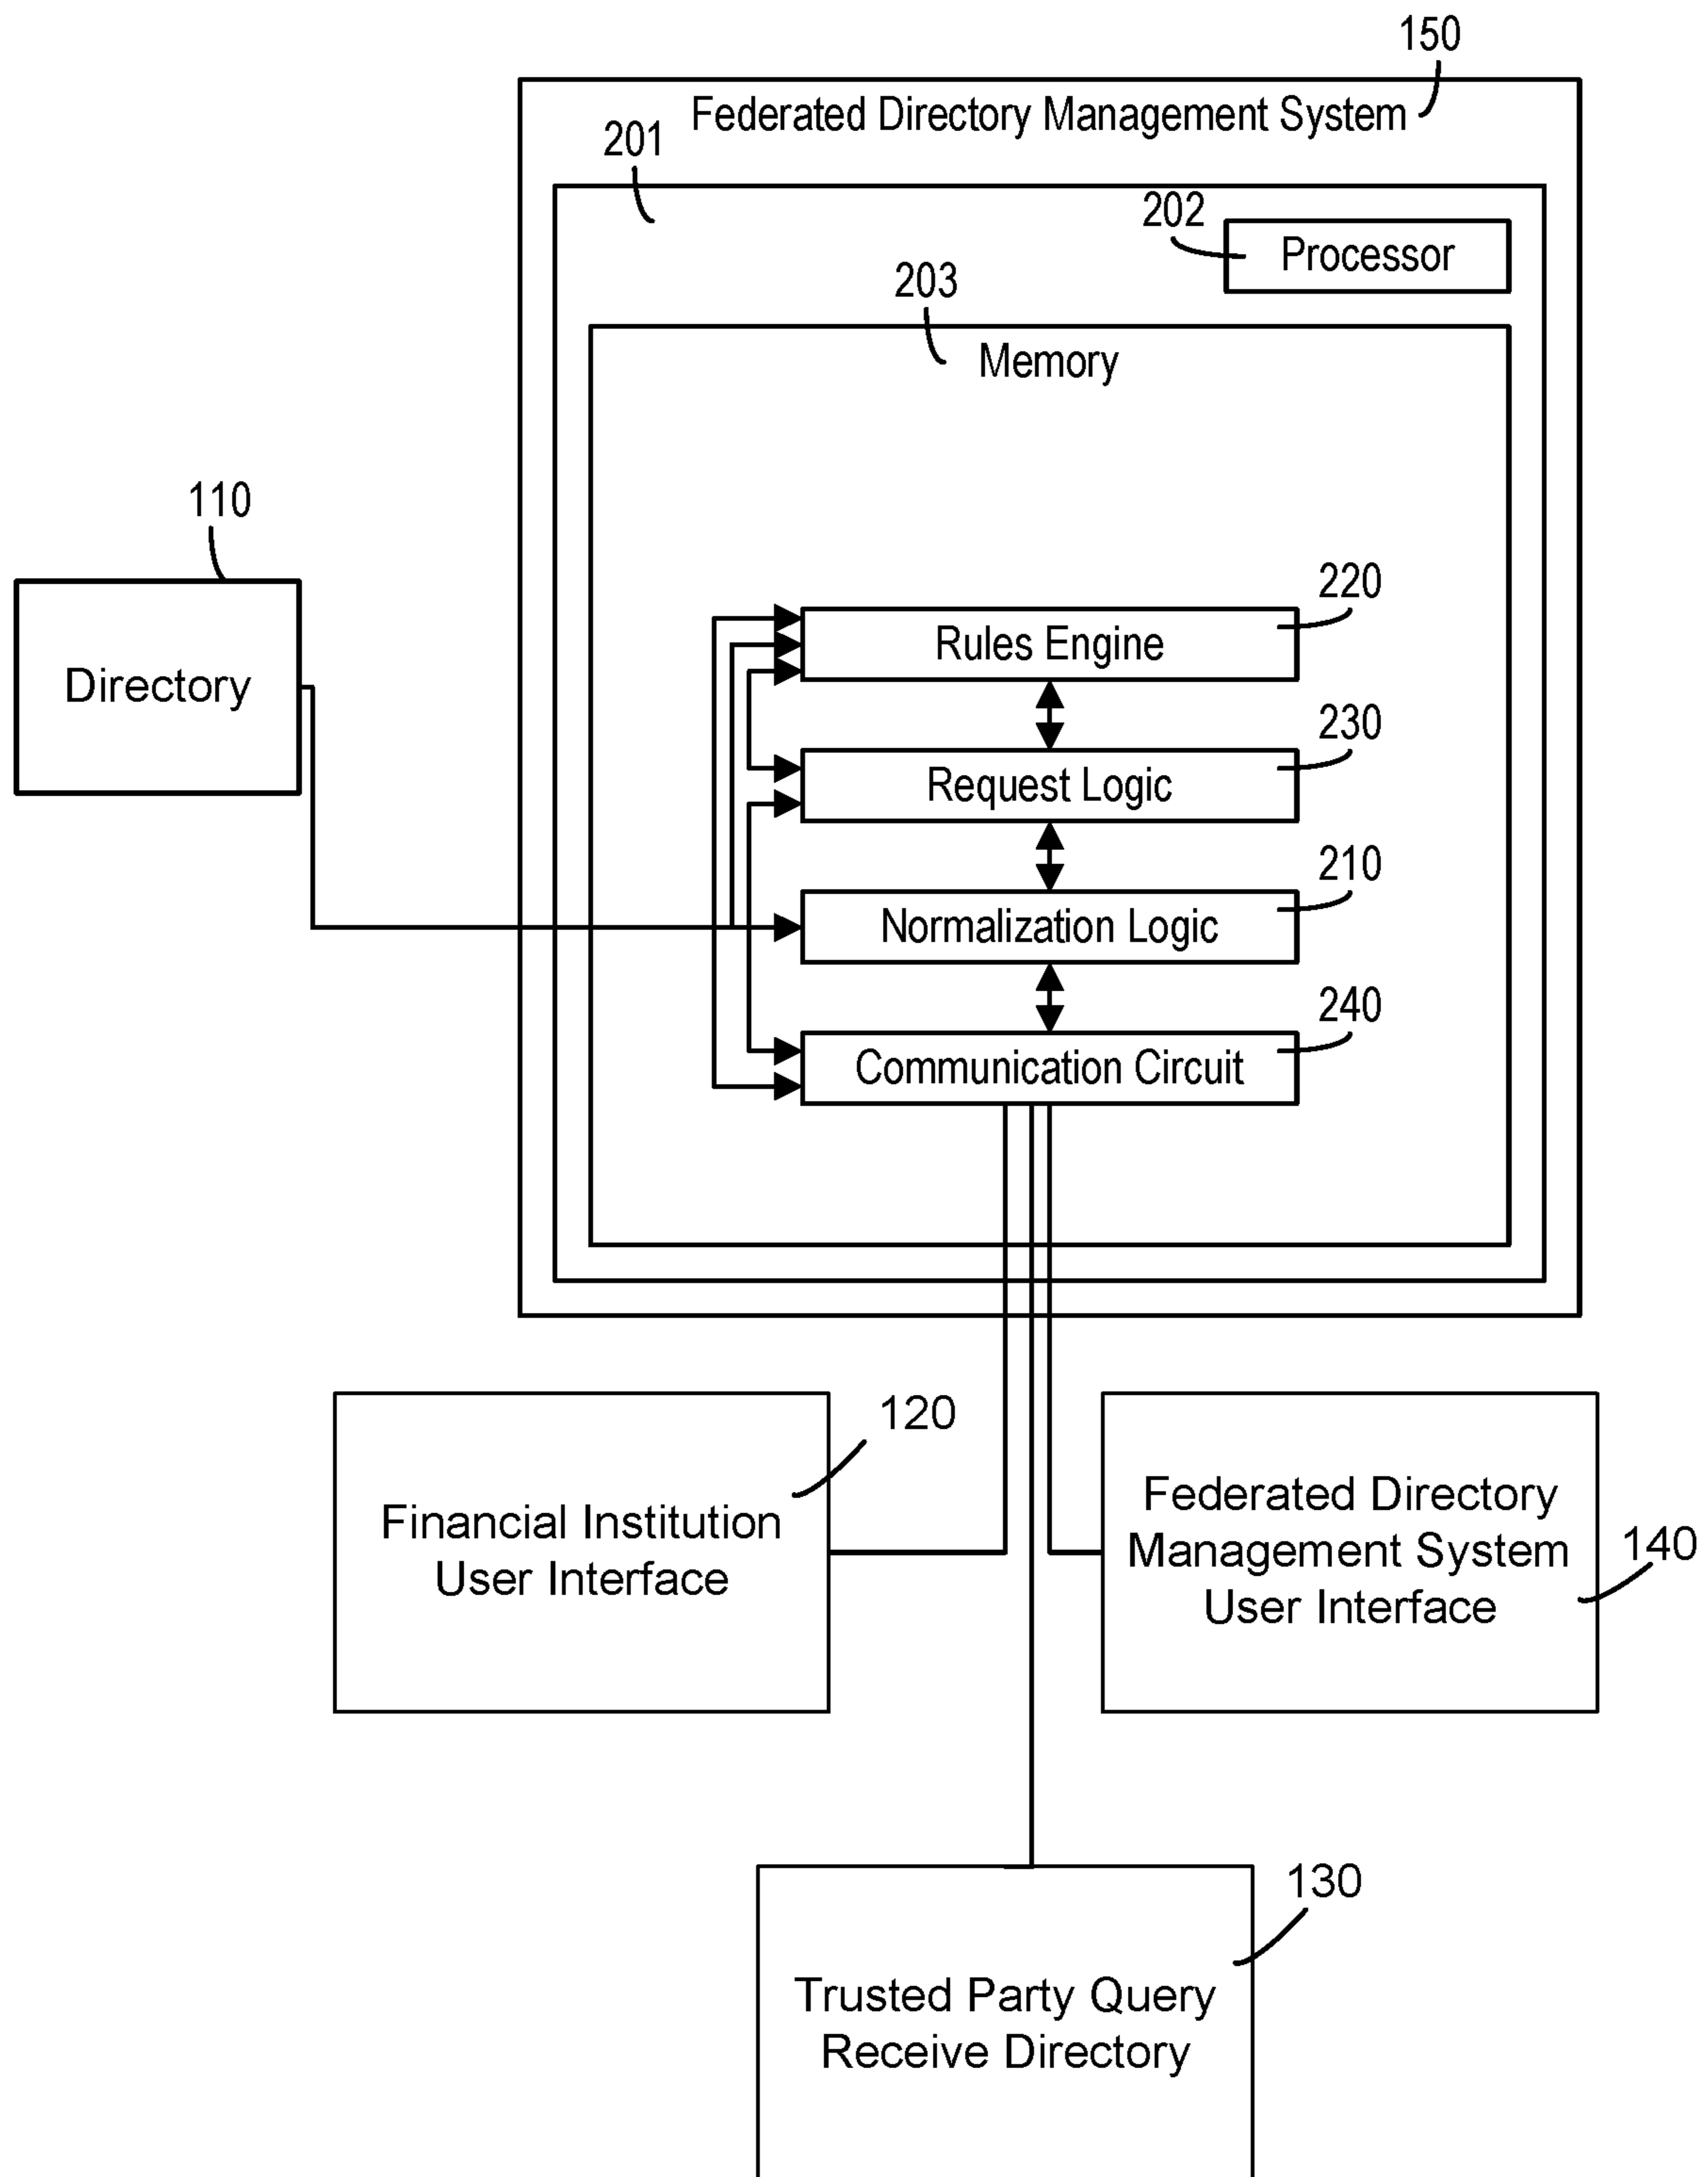 150
Federated Directory Management System
201
202
Processor
203
Memory
110
Directory
220
Rules Engine
230
Request Logic
210
Normalization Logic
240
Communication Circuit
120
Financial Institution
User Interface
Federated Directory
Management System
User Interface
140
130
Trusted Party Query
Receive Directory